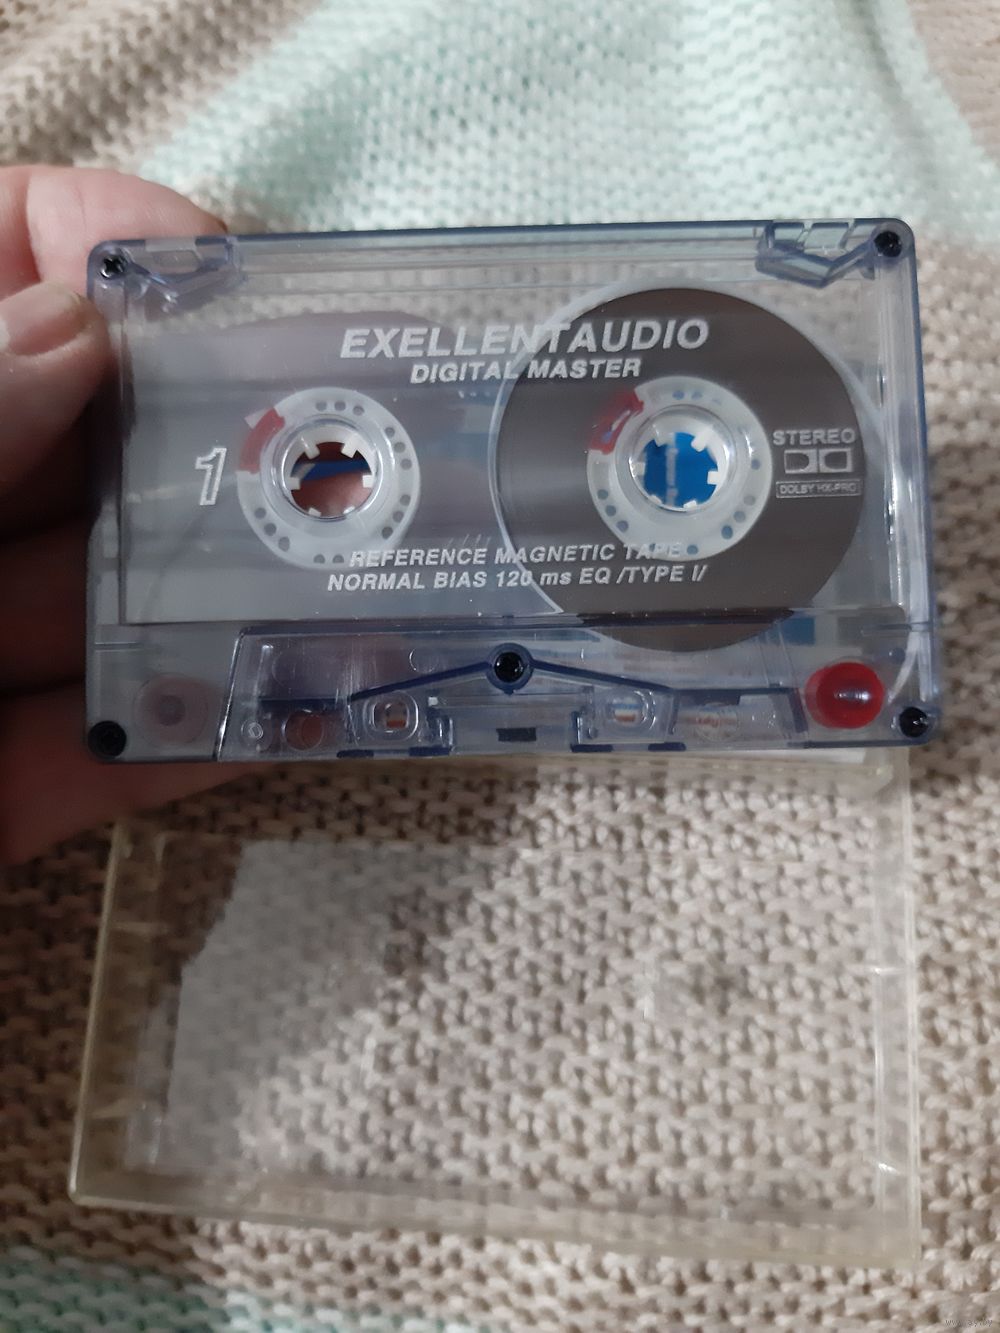 EXELLENTAUDIO
DIGITAL MASTER
1
STEREO
DOLBY HX-PRO
REFERENCE MAGNETIC TAPE
NORMAL BIAS 120 ms EQ /TYPE I/